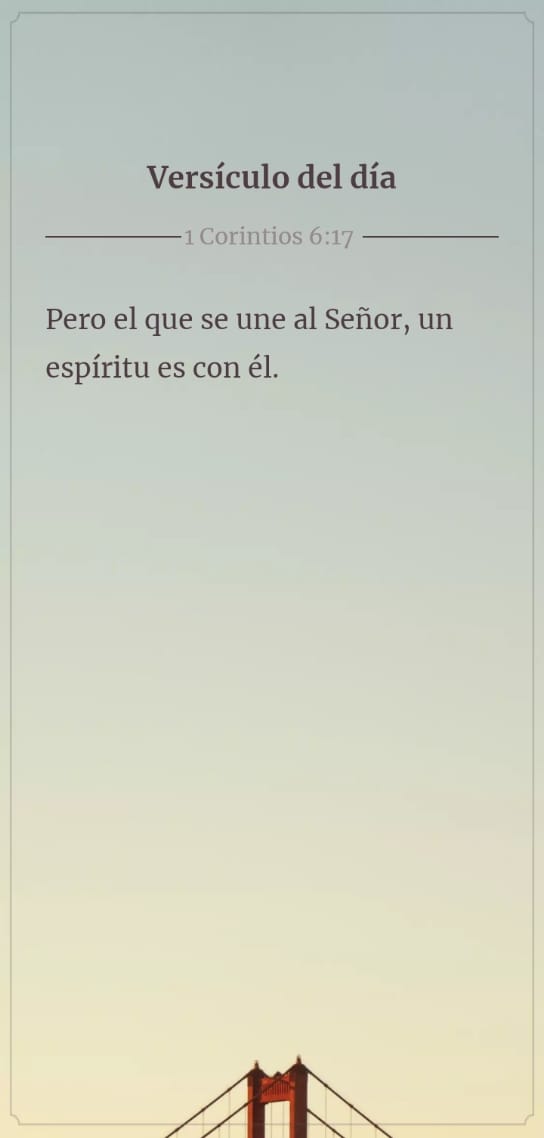 Versículo del día
1 Corintios 6:17
Pero el que se une al Señor, un
espíritu es con él.